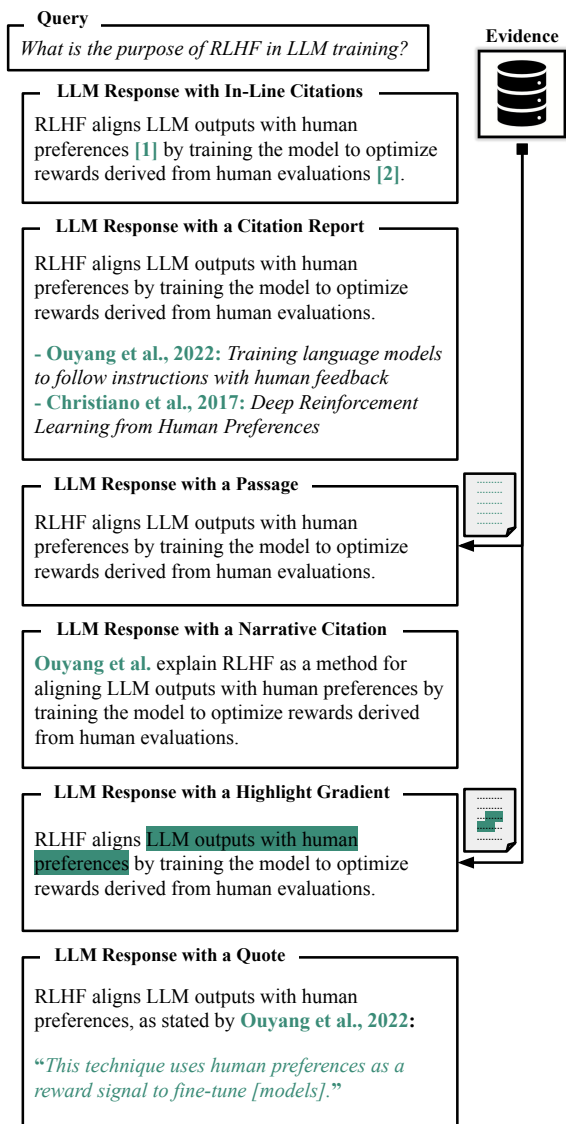 Query
What is the purpose of RLHF in LLM training?
Evidence
LLM Response with In-Line Citations
RLHF aligns LLM outputs with human
preferences [1] by training the model to optimize
rewards derived from human evaluations [2].
LLM Response with a Citation Report
RLHF aligns LLM outputs with human
preferences by training the model to optimize
rewards derived from human evaluations.
- Ouyang et al., 2022: Training language models
to follow instructions with human feedback
- Christiano et al., 2017: Deep Reinforcement
Learning from Human Preferences
LLM Response with a Passage
RLHF aligns LLM outputs with human
preferences by training the model to optimize
rewards derived from human evaluations.
LLM Response with a Narrative Citation
Ouyang et al. explain RLHF as a method for
aligning LLM outputs with human preferences by
training the model to optimize rewards derived
from human evaluations.
LLM Response with a Highlight Gradient
RLHF aligns LLM outputs with human
preferences by training the model to optimize
rewards derived from human evaluations.
LLM Response with a Quote
RLHF aligns LLM outputs with human
preferences, as stated by Ouyang et al., 2022:
“This technique uses human preferences as a
reward signal to fine-tune [models].”